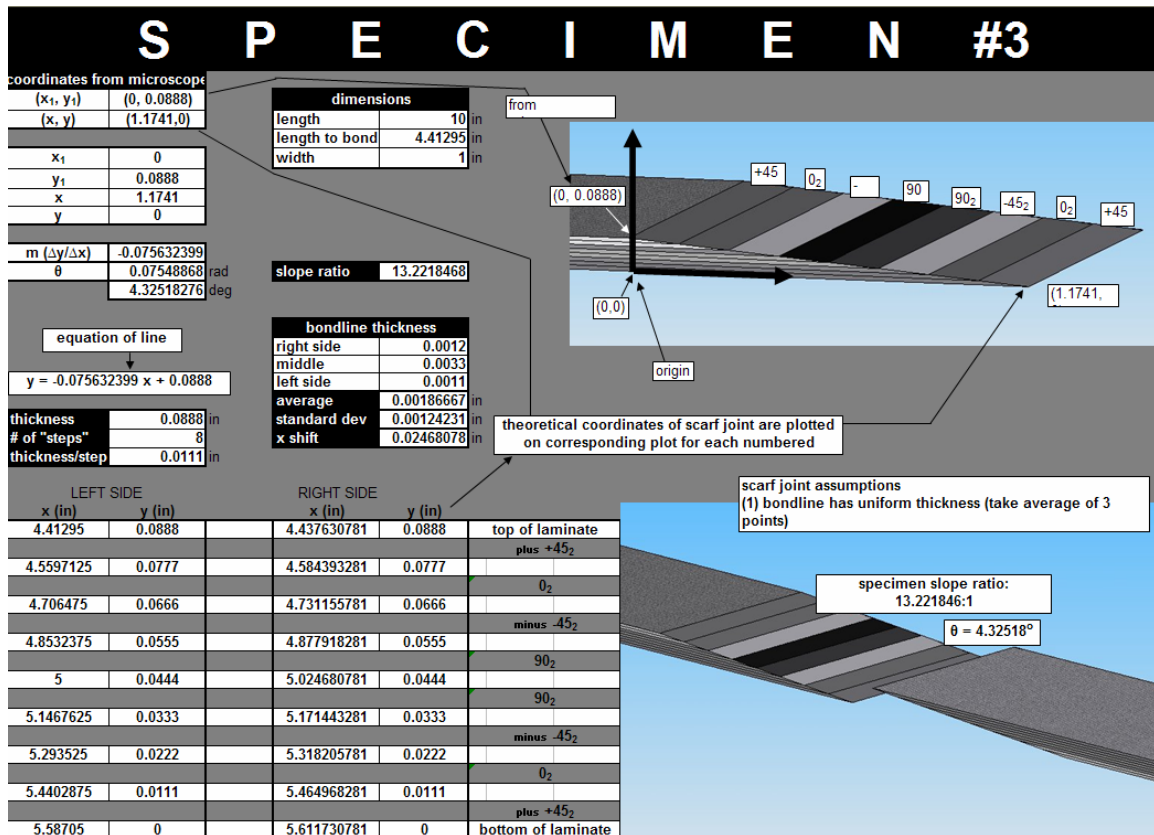 SPECIMEN #3
coordinates from microscope
(x₁, y₁) (0, 0.0888)
(x, y) (1.1741,0)
x₁ 0
y₁ 0.0888
x 1.1741
y 0
m (Δy/Δx) -0.075632399
θ 0.07548868 rad
4.32518276 deg
equation of line
y = -0.075632399 x + 0.0888
thickness 0.0888 in
# of "steps" 8
thickness/step 0.0111 in
dimensions
length 10 in
length to bond 4.41295 in
width 1 in
slope ratio 13.2218468
bondline thickness
right side 0.0012
middle 0.0033
left side 0.0011
average 0.00186667 in
standard dev 0.00124231 in
x shift 0.02468078 in
from
(0, 0.0888)
+45
0₂
-
90
90₂
-45₂
0₂
+45
(0,0)
(1.1741,
origin
theoretical coordinates of scarf joint are plotted
on corresponding plot for each numbered
scarf joint assumptions
(1) bondline has uniform thickness (take average of 3
points)
specimen slope ratio:
13.221846:1
θ = 4.32518°
LEFT SIDE RIGHT SIDE
x (in) y (in) x (in) y (in)
4.41295 0.0888 4.437630781 0.0888 top of laminate
plus +45₂
4.5597125 0.0777 4.584393281 0.0777
0₂
4.706475 0.0666 4.731155781 0.0666
minus -45₂
4.8532375 0.0555 4.877918281 0.0555
90₂
5 0.0444 5.024680781 0.0444
90₂
5.1467625 0.0333 5.171443281 0.0333
minus -45₂
5.293525 0.0222 5.318205781 0.0222
0₂
5.4402875 0.0111 5.464968281 0.0111
plus +45₂
5.58705 0 5.611730781 0 bottom of laminate